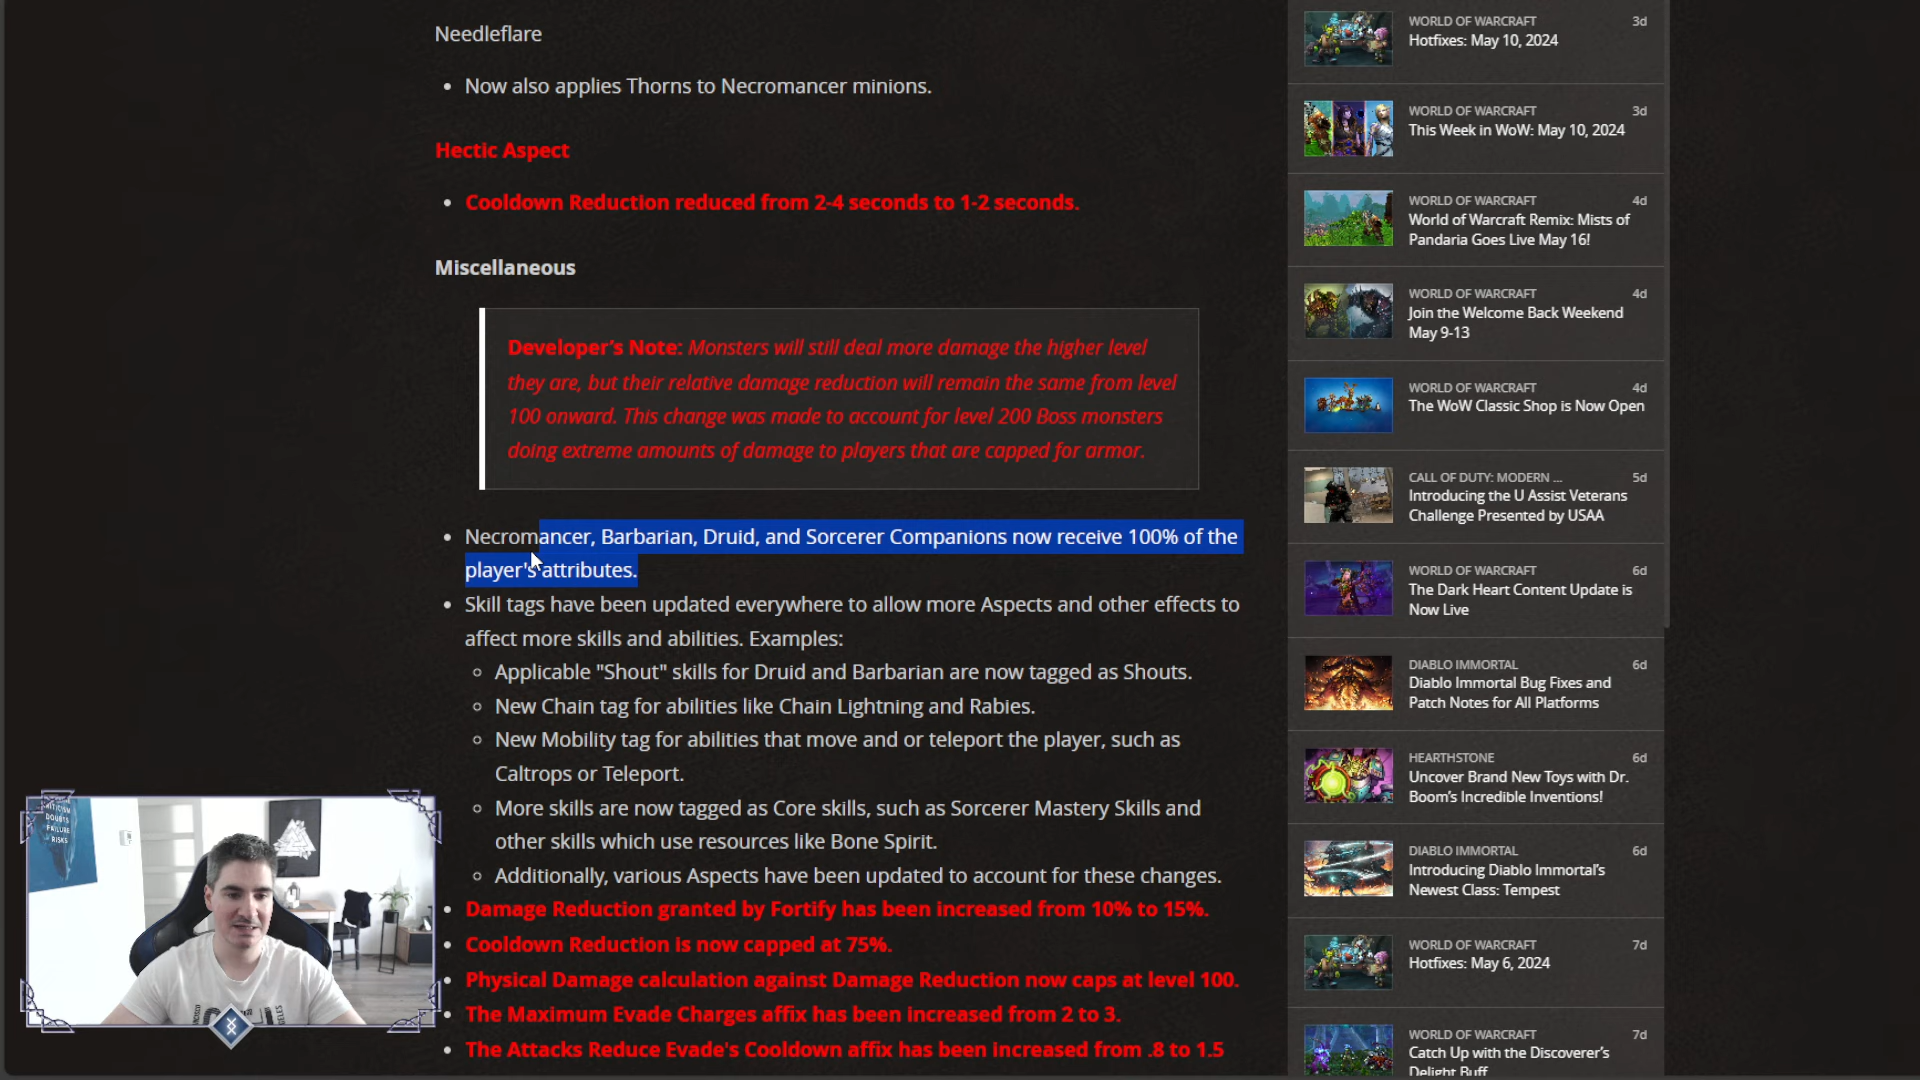 Needleflare
• Now also applies Thorns to Necromancer minions.
Hectic Aspect
• Cooldown Reduction reduced from 2-4 seconds to 1-2 seconds.
Miscellaneous
Developer's Note: Monsters will still deal more damage the higher level
they are, but their relative damage reduction will remain the same from level
100 onward. This change was made to account for level 200 Boss monsters
doing extreme amounts of damage to players that are capped for armor.
• Necromancer, Barbarian, Druid, and Sorcerer Companions now receive 100% of the
player's attributes.
• Skill tags have been updated everywhere to allow more Aspects and other effects to
affect more skills and abilities. Examples:
◦ Applicable "Shout" skills for Druid and Barbarian are now tagged as Shouts.
◦ New Chain tag for abilities like Chain Lightning and Rabies.
◦ New Mobility tag for abilities that move and or teleport the player, such as
Caltrops or Teleport.
◦ More skills are now tagged as Core skills, such as Sorcerer Mastery Skills and
other skills which use resources like Bone Spirit.
◦ Additionally, various Aspects have been updated to account for these changes.
• Damage Reduction granted by Fortify has been increased from 10% to 15%.
• Cooldown Reduction is now capped at 75%.
• Physical Damage calculation against Damage Reduction now caps at level 100.
• The Maximum Evade Charges affix has been increased from 2 to 3.
• The Attacks Reduce Evade's Cooldown affix has been increased from .8 to 1.5
WORLD OF WARCRAFT 3d
Hotfixes: May 10, 2024
WORLD OF WARCRAFT 3d
This Week in WoW: May 10, 2024
WORLD OF WARCRAFT 4d
World of Warcraft Remix: Mists of
Pandaria Goes Live May 16!
WORLD OF WARCRAFT 4d
Join the Welcome Back Weekend
May 9-13
WORLD OF WARCRAFT 4d
The WoW Classic Shop is Now Open
CALL OF DUTY: MODERN ... 5d
Introducing the U Assist Veterans
Challenge Presented by USAA
WORLD OF WARCRAFT 6d
The Dark Heart Content Update is
Now Live
DIABLO IMMORTAL 6d
Diablo Immortal Bug Fixes and
Patch Notes for All Platforms
HEARTHSTONE 6d
Uncover Brand New Toys with Dr.
Boom's Incredible Inventions!
DIABLO IMMORTAL 6d
Introducing Diablo Immortal's
Newest Class: Tempest
WORLD OF WARCRAFT 7d
Hotfixes: May 6, 2024
WORLD OF WARCRAFT 7d
Catch Up with the Discoverer's
Delight Buff
DOUBTS
FAILURE
RISKS